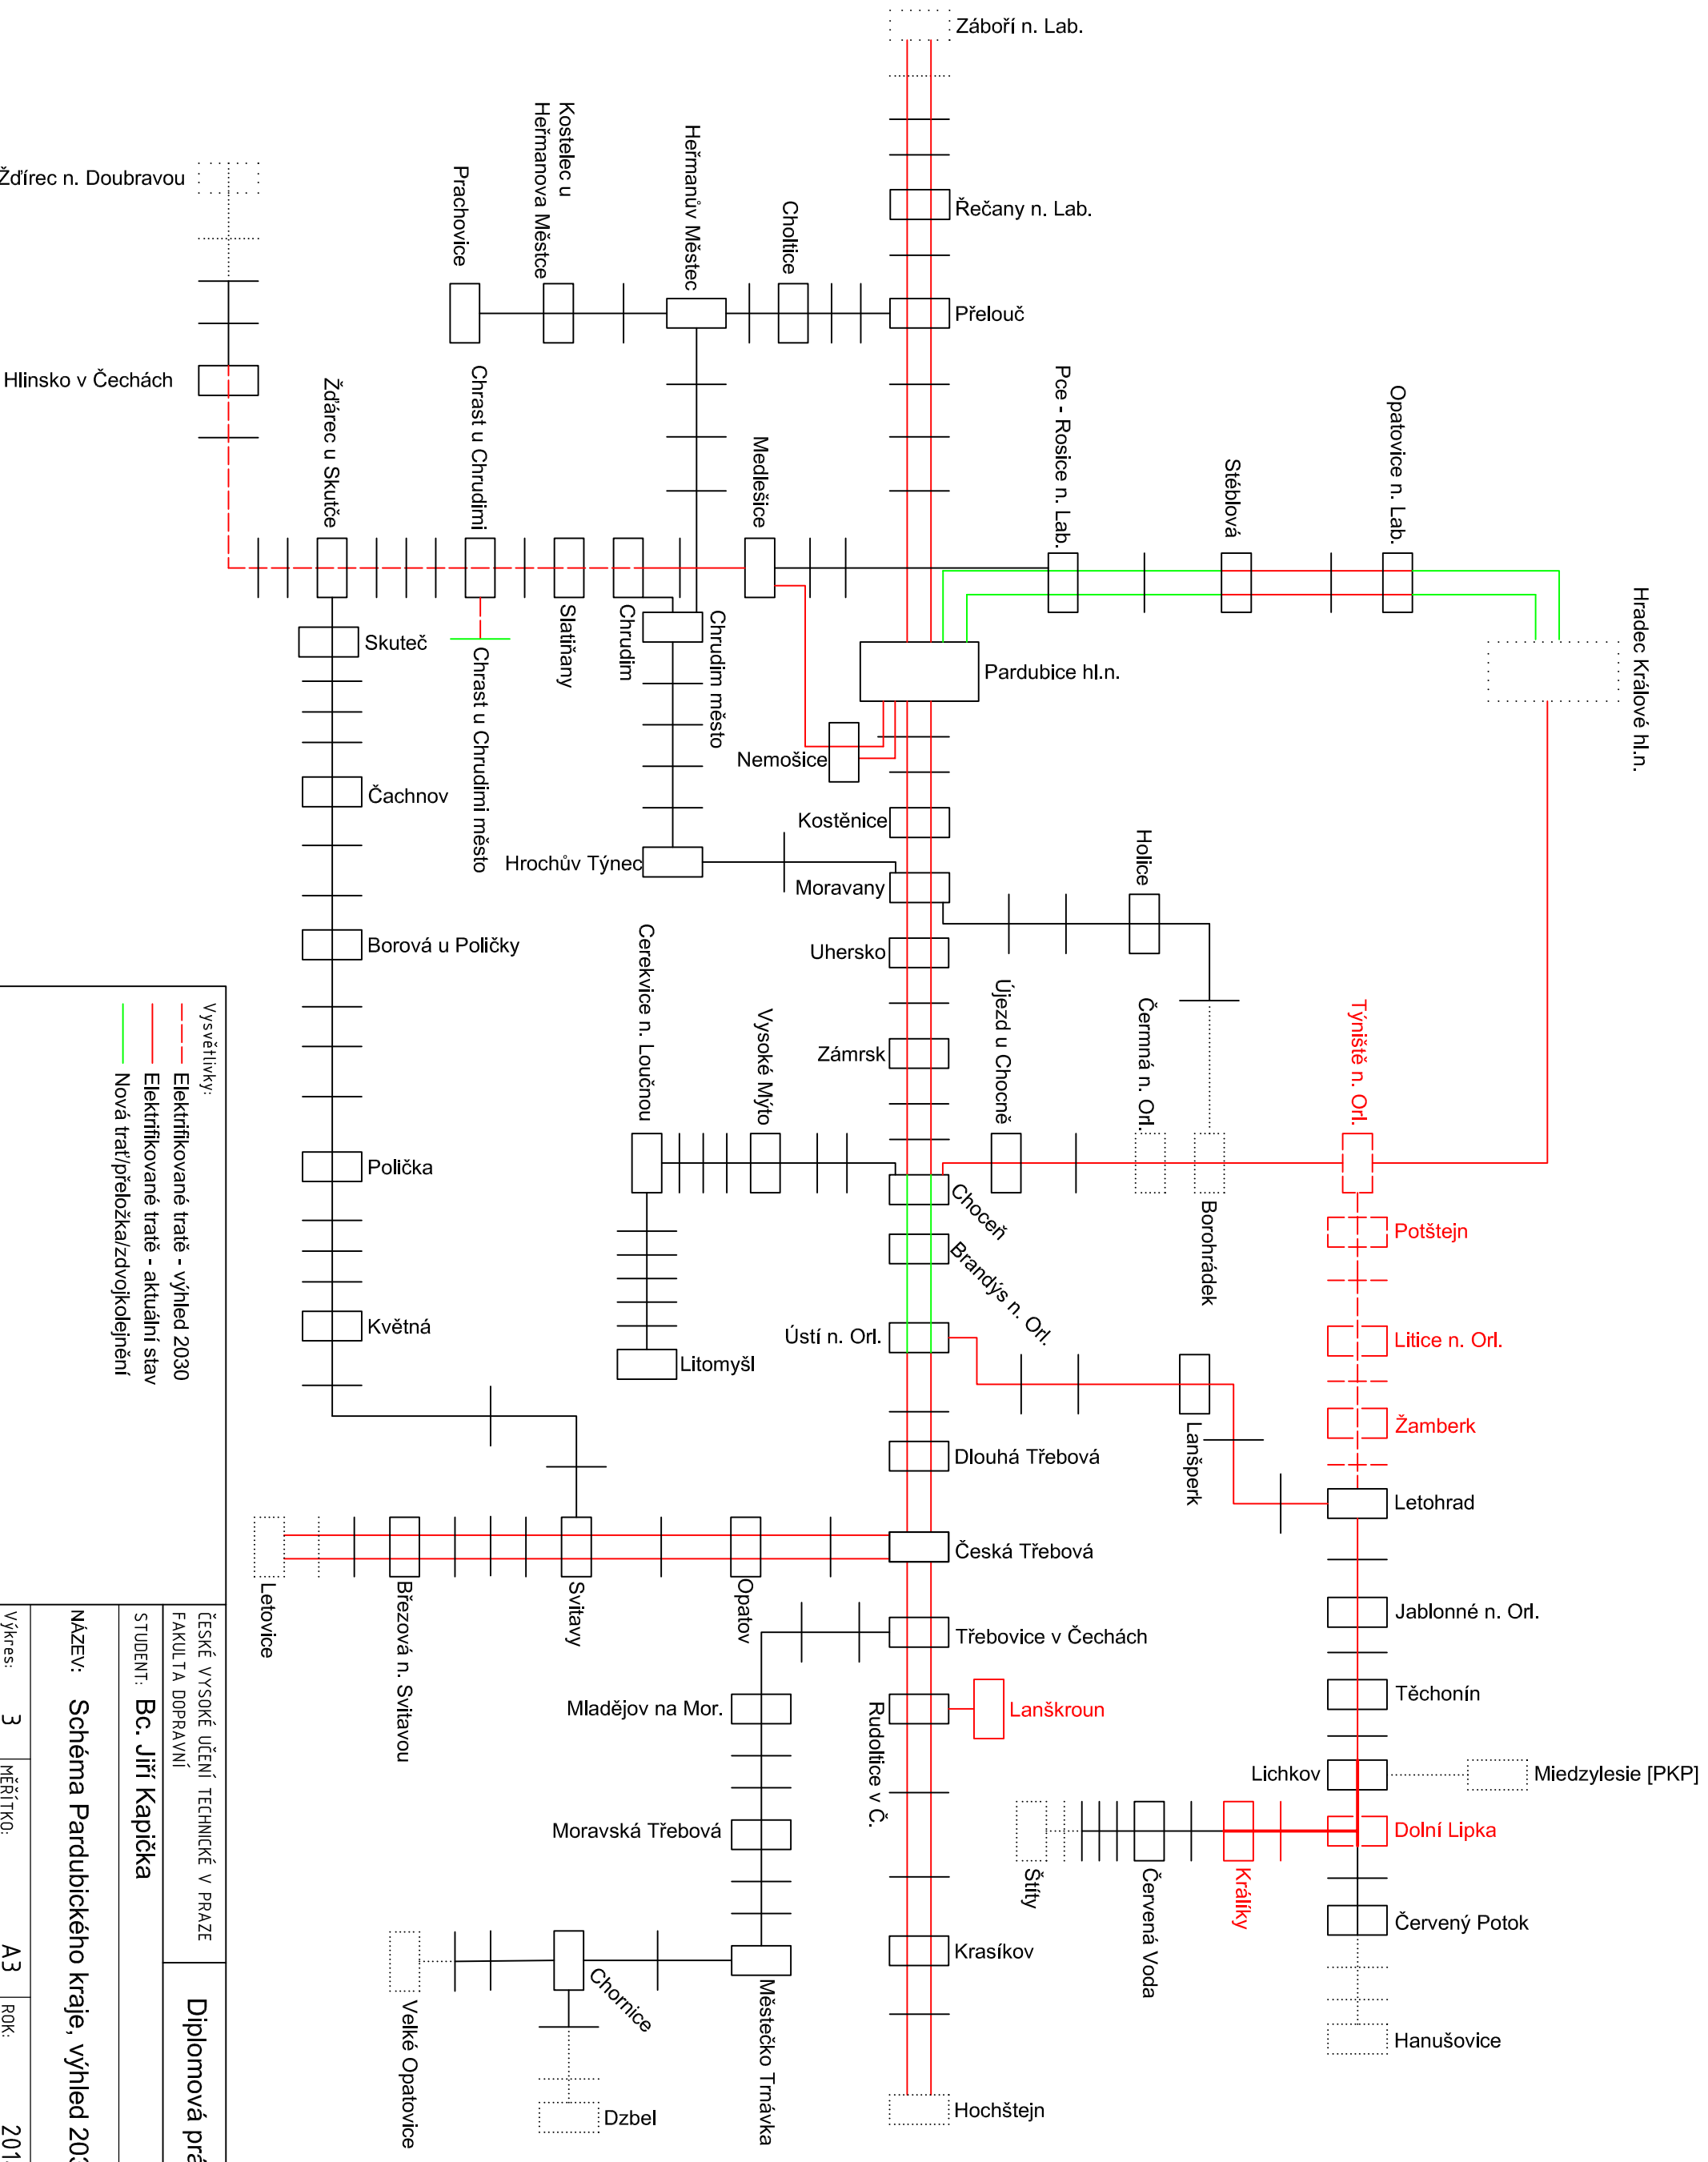 Záboří n. Lab.
Řečany n. Lab.
Přelouč
Choltice
Heřmanův Městec
Kostelec u
Heřmanova Městce
Prachovice
Žďírec n. Doubravou
Hlinsko v Čechách
Žďárec u Skutče
Chrast u Chrudimi
Medlešice
Pce - Rosice n. Lab.
Stéblová
Opatovice n. Lab.
Hradec Králové hl.n.
Slatiňany
Chrudim
Chrudim město
Chrast u Chrudimi město
Skuteč
Pardubice hl.n.
Nemošice
Čachnov
Kostěnice
Hrochův Týnec
Moravany
Holice
Borová u Poličky
Uhersko
Cerekvice n. Loučnou
Vysoké Mýto
Zámrsk
Újezd u Chocně
Čermná n. Orl.
Týniště n. Orl.
Borohrádek
Choceň
Brandýs n. Orl.
Potštejn
Polička
Litomyšl
Květná
Ústí n. Orl.
Litice n. Orl.
Lanšperk
Žamberk
Dlouhá Třebová
Letohrad
Česká Třebová
Opatov
Svitavy
Březová n. Svitavou
Letovice
Třebovice v Čechách
Jablonné n. Orl.
Mladějov na Mor.
Rudoltice v Č.
Lanškroun
Těchonín
Lichkov
Miedzylesie [PKP]
Dolní Lipka
Králíky
Červená Voda
Štíty
Moravská Třebová
Červený Potok
Krasíkov
Městečko Trnávka
Chornice
Velké Opatovice
Dzbel
Hanušovice
Hochštejn
Vysvětlivky:
Elektrifikované tratě - výhled 2030
Elektrifikované tratě - aktuální stav
Nová trať/přeložka/zdvojkolejnění
ČESKÉ VYSOKÉ UČENÍ TECHNICKÉ V PRAZE
FAKULTA DOPRAVNÍ
STUDENT: Bc. Jiří Kapička
NÁZEV: Schéma Pardubického kraje, výhled
Výkres: 3 MĚŘÍTKO: A3 ROK:
Diplomová